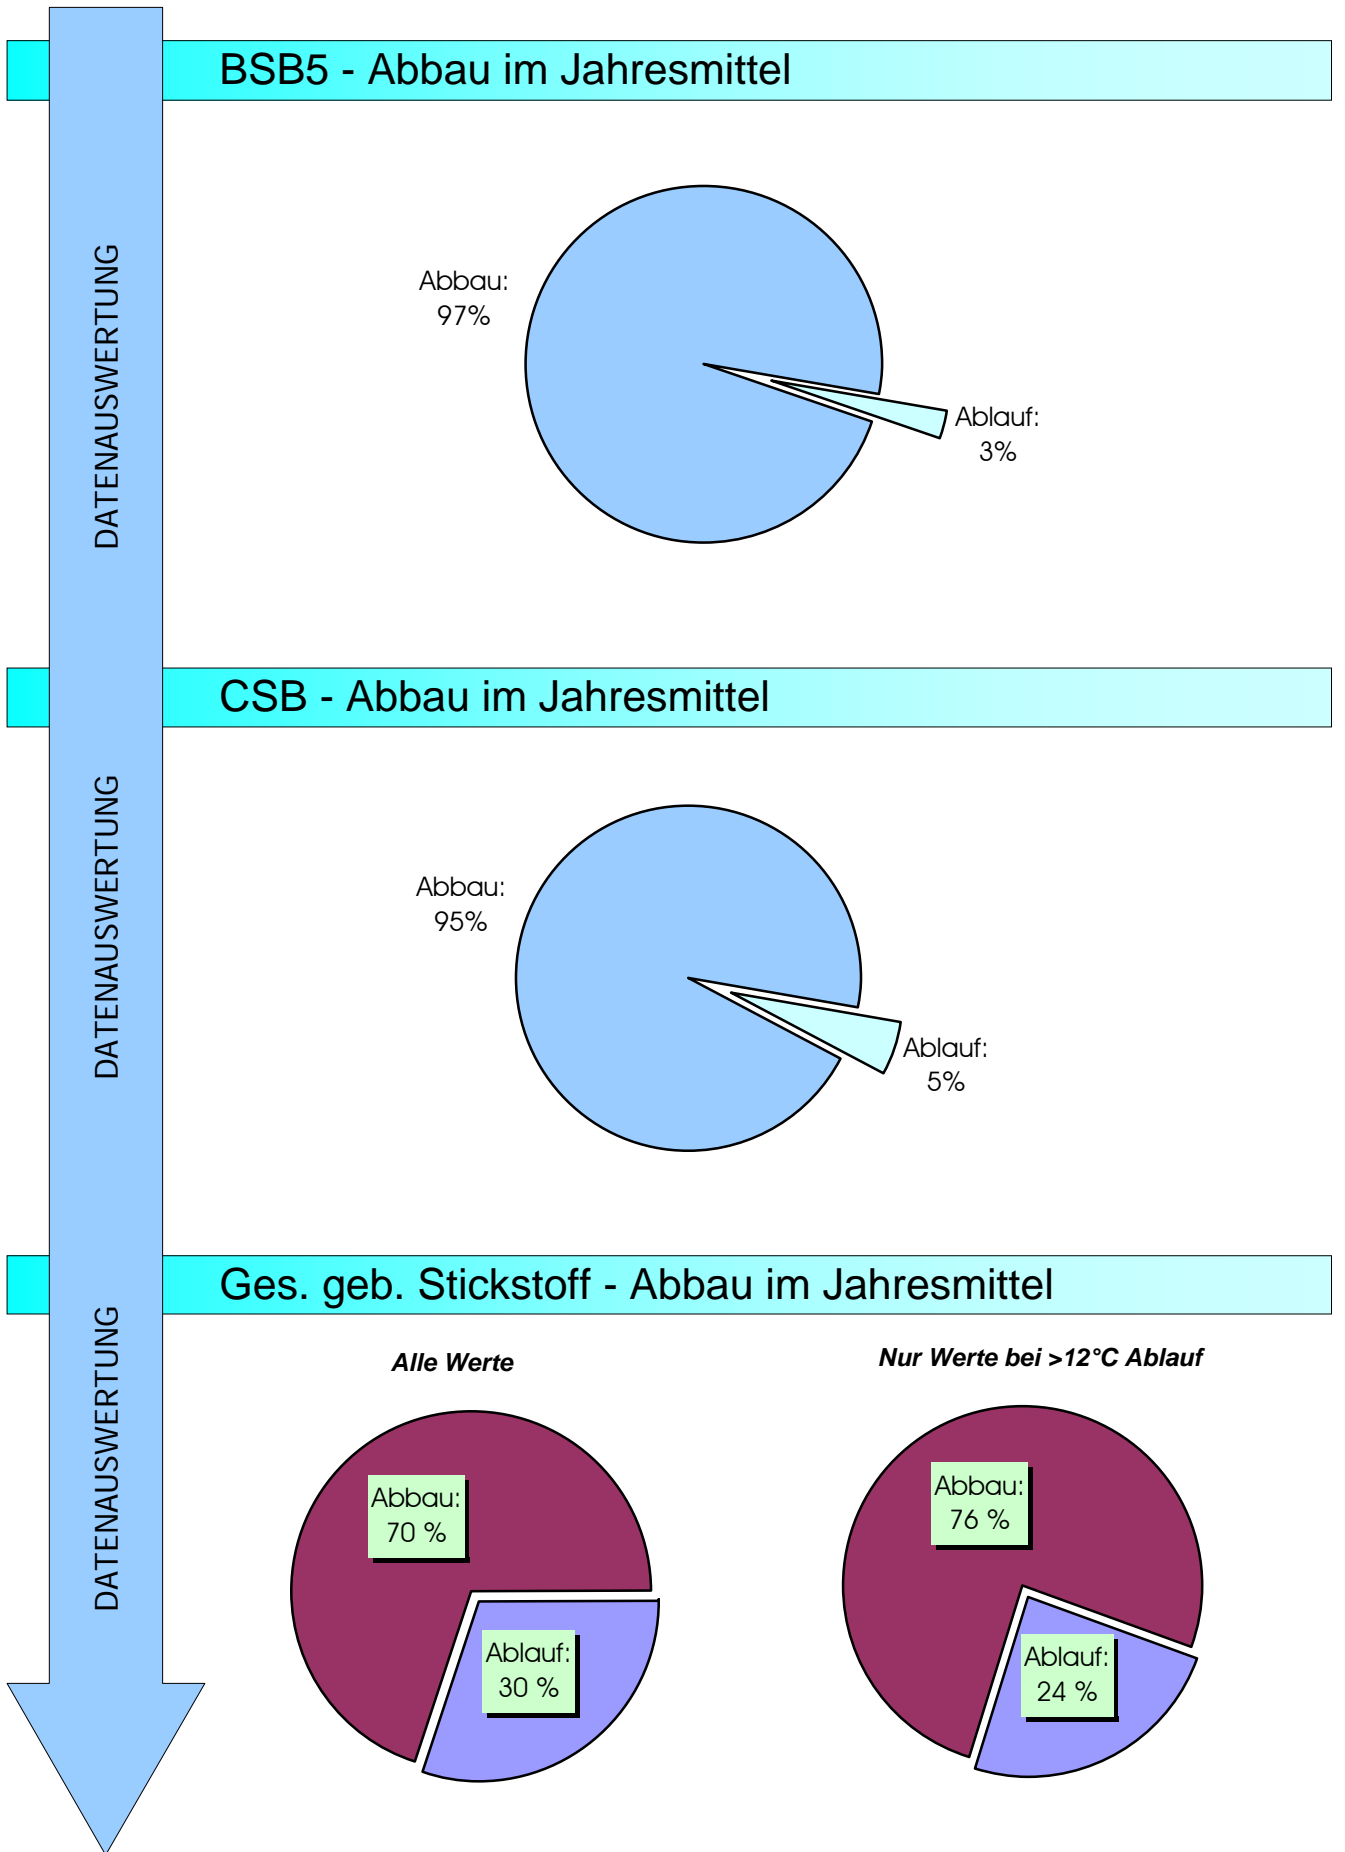 BSB5 - Abbau im Jahresmittel
DATENAUSWERTUNG
Abbau:
97%
Ablauf:
3%
CSB - Abbau im Jahresmittel
DATENAUSWERTUNG
Abbau:
95%
Ablauf:
5%
Ges. geb. Stickstoff - Abbau im Jahresmittel
DATENAUSWERTUNG
Alle Werte
Abbau:
70 %
Ablauf:
30 %
Nur Werte bei >12°C Ablauf
Abbau:
76 %
Ablauf:
24 %